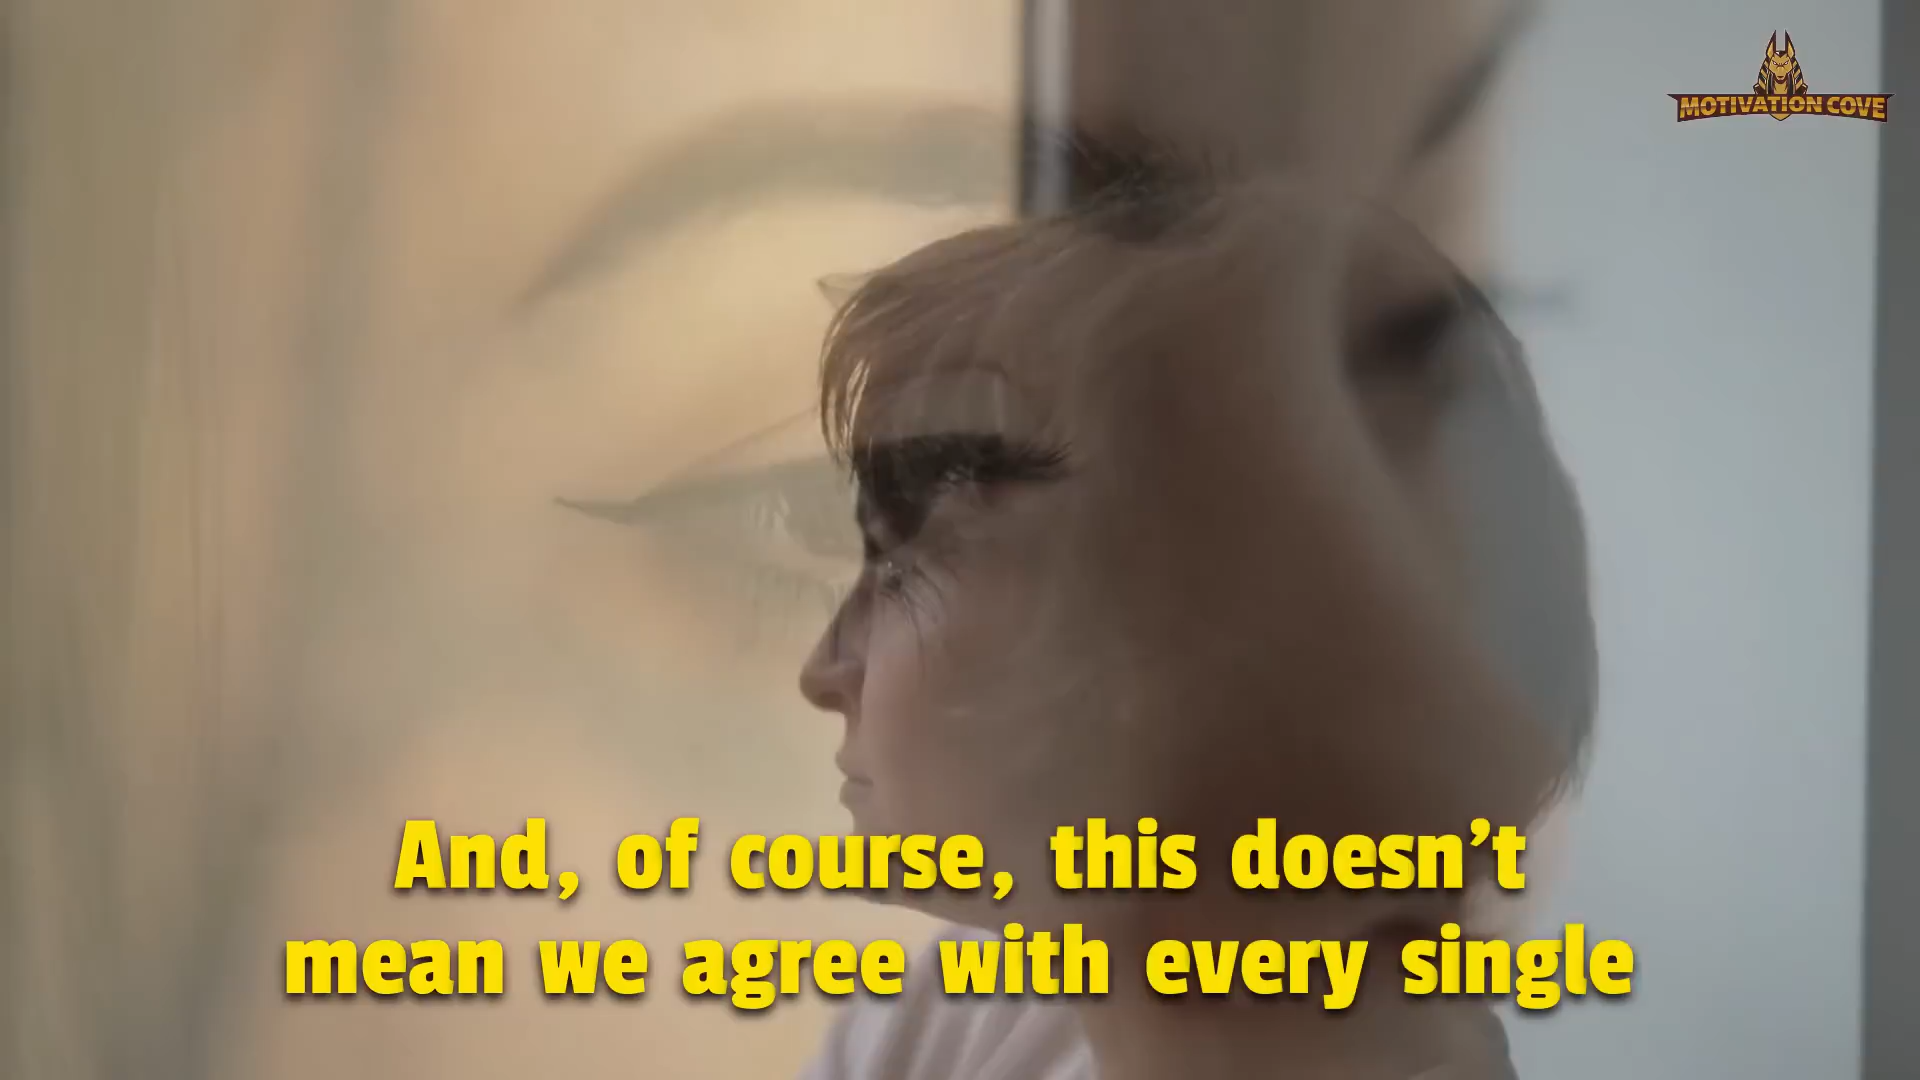 MOTIVATION COVE
And, of course, this doesn't
mean we agree with every single